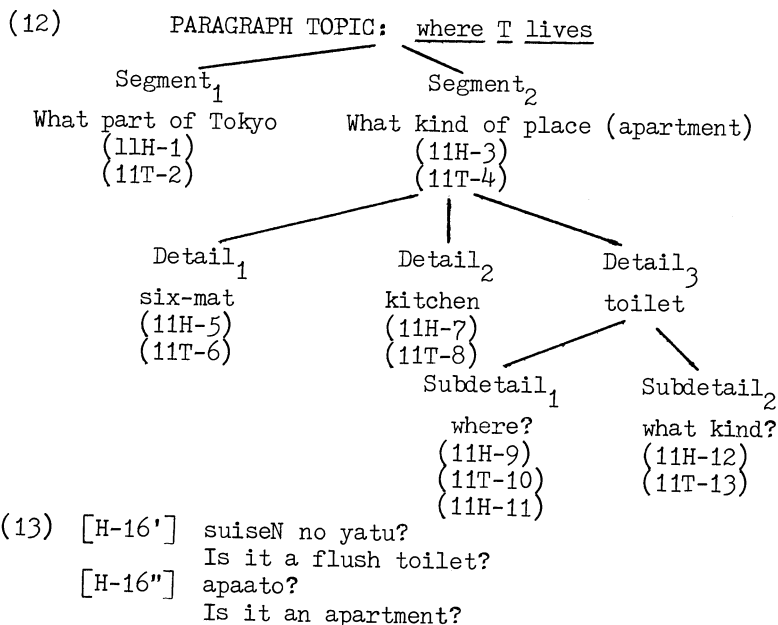 (12) PARAGRAPH TOPIC: where T lives
Segment1 Segment2
What part of Tokyo What kind of place (apartment)
(11H-1) (11H-3)
(11T-2) (11T-4)
Detail1 Detail2 Detail3
six-mat kitchen toilet
(11H-5) (11H-7)
(11T-6) (11T-8)
Subdetail1 Subdetail2
where? what kind?
(11H-9) (11H-12)
(11T-10) (11T-13)
(11H-11)
(13) [H-16'] suiseN no yatu?
Is it a flush toilet?
[H-16"] apaato?
Is it an apartment?